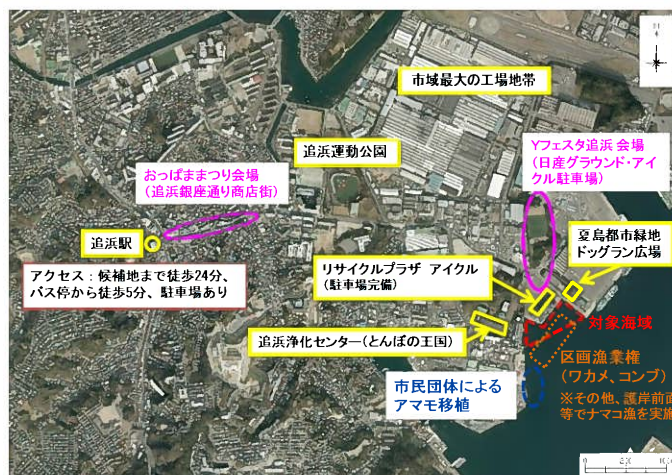 市域最大の工場地帯
Yフェスタ追浜 会場
(日産グラウンド・アイ
クル駐車場)
追浜運動公園
おっぱままつり会場
(追浜銀座通り商店街)
追浜駅
夏島都市緑地
ドッグラン広場
アクセス:候補地まで徒歩24分、
バス停から徒歩5分、駐車場あり
リサイクルプラザ アイクル
(駐車場完備)
対象海域
追浜浄化センター(とんぼの王国)
区画漁業権
(ワカメ、コンブ)
市民団体による
アマモ移植
※その他、護岸前面
等でナマコ漁を実施
0